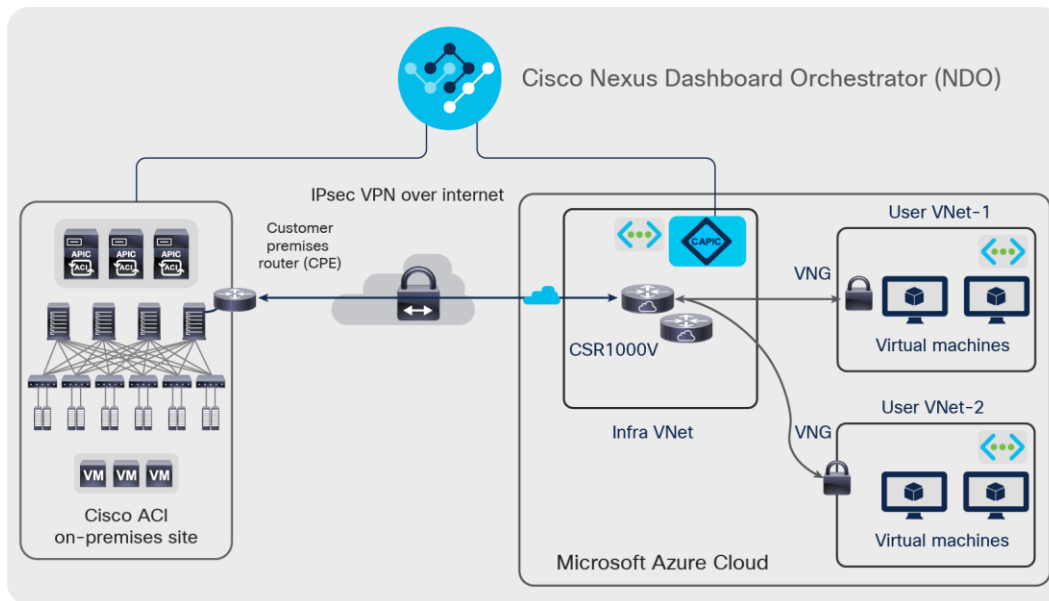 Cisco Nexus Dashboard Orchestrator (NDO)
IPsec VPN over internet
Customer
premises
router (CPE)
APIC
ACI
APIC
ACI
APIC
ACI
VM
VM
VM
Cisco ACI
on-premises site
CAPIC
CSR1000V
Infra VNet
User VNet-1
VNG
Virtual machines
User VNet-2
VNG
Virtual machines
Microsoft Azure Cloud